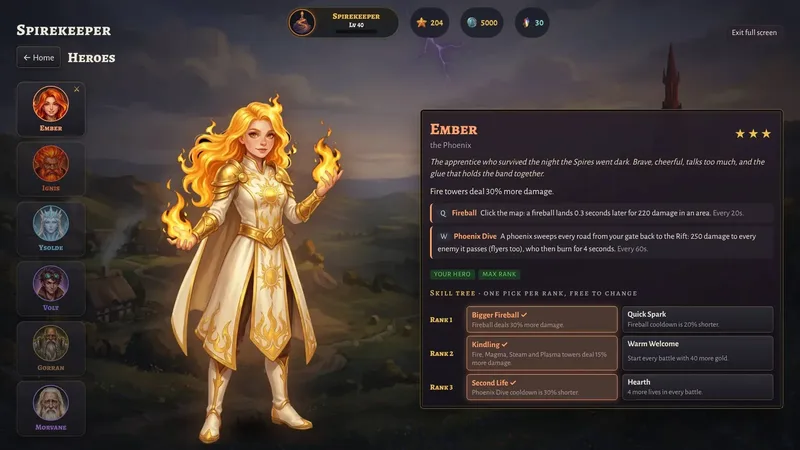 SPIREKEEPER
SPIREKEEPER
LV 40
204
5000
30
Exit full screen
← Home
HEROES
EMBER
IGNIS
YSOLDE
VOLT
GORRAN
MORVANE
EMBER
the Phoenix
The apprentice who survived the night the Spires went dark. Brave, cheerful, talks too much, and the
glue that holds the band together.
Fire towers deal 30% more damage.
Q Fireball Click the map: a fireball lands 0.3 seconds later for 220 damage in an area. Every 20s.
W Phoenix Dive A phoenix sweeps every road from your gate back to the Rift: 250 damage to every
enemy it passes (flyers too), who then burn for 4 seconds. Every 60s.
YOUR HERO
MAX RANK
SKILL TREE · ONE PICK PER RANK, FREE TO CHANGE
RANK 1
Bigger Fireball ✓
Fireball deals 30% more damage.
Quick Spark
Fireball cooldown is 20% shorter.
RANK 2
Kindling ✓
Fire, Magma, Steam and Plasma towers deal 15%
more damage.
Warm Welcome
Start every battle with 40 more gold.
RANK 3
Second Life ✓
Phoenix Dive cooldown is 30% shorter.
Hearth
4 more lives in every battle.